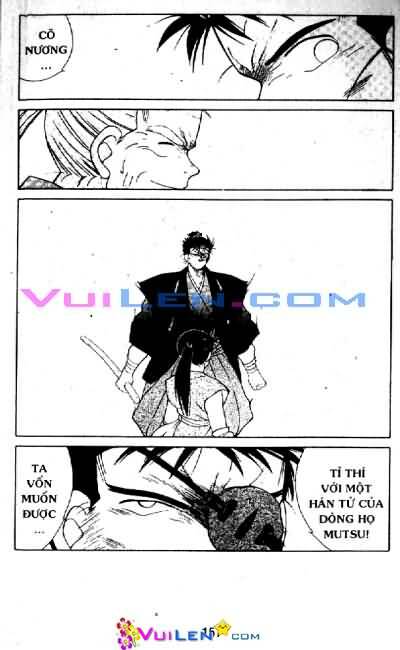 CÔ
NƯƠNG
...
VUILEN.COM
TA
VỐN
MUỐN
ĐƯỢC
...
TỈ THÍ
VỚI MỘT
HÁN TỬ CỦA
DÒNG HỌ
MUTSU!
VUILEN.COM